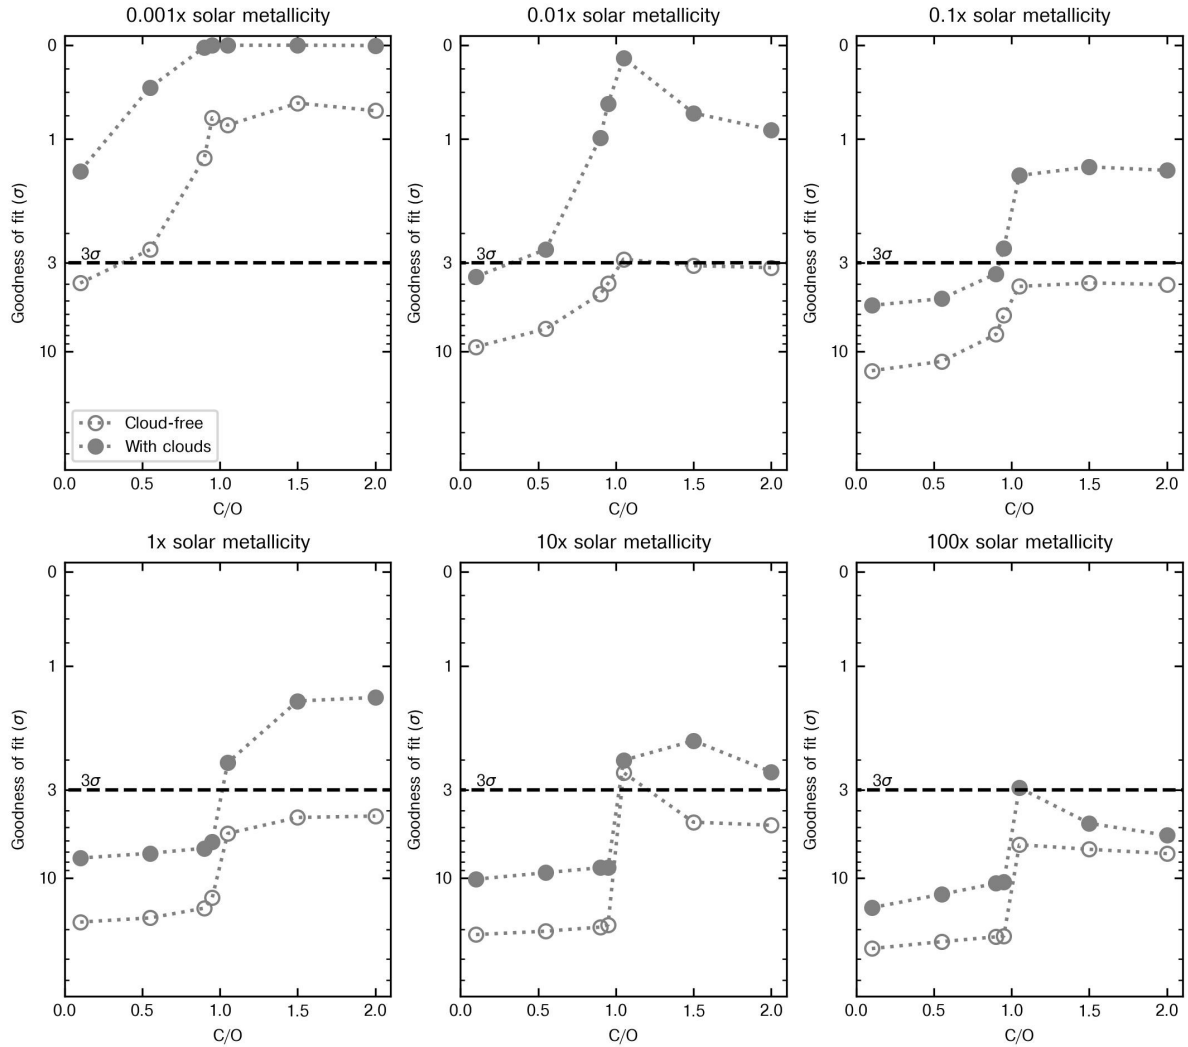 0.001x solar metallicity
0.01x solar metallicity
0.1x solar metallicity
0
1
3
10
Goodness of fit (σ)
3σ
Cloud-free
With clouds
0.0 0.5 1.0 1.5 2.0
C/O
0
1
3
10
Goodness of fit (σ)
3σ
0.0 0.5 1.0 1.5 2.0
C/O
0
1
3
10
Goodness of fit (σ)
3σ
0.0 0.5 1.0 1.5 2.0
C/O
1x solar metallicity
10x solar metallicity
100x solar metallicity
0
1
3
10
Goodness of fit (σ)
3σ
0.0 0.5 1.0 1.5 2.0
C/O
0
1
3
10
Goodness of fit (σ)
3σ
0.0 0.5 1.0 1.5 2.0
C/O
0
1
3
10
Goodness of fit (σ)
3σ
0.0 0.5 1.0 1.5 2.0
C/O